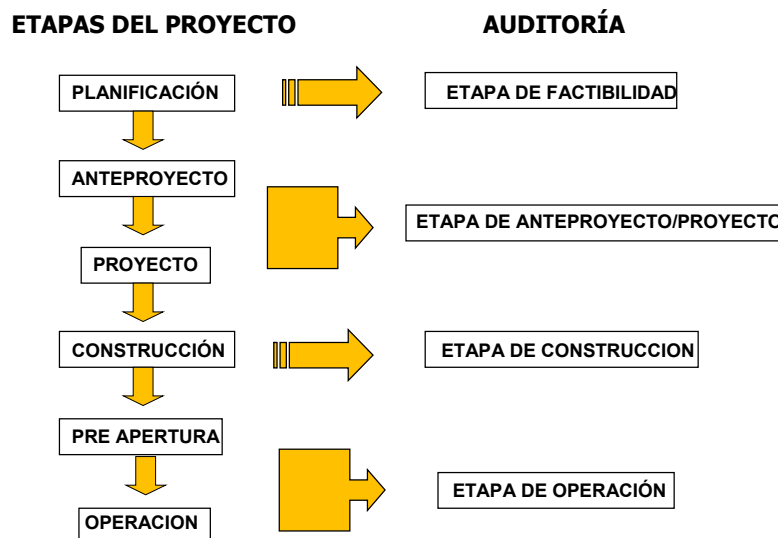 ETAPAS DEL PROYECTO
AUDITORÍA
PLANIFICACIÓN
ETAPA DE FACTIBILIDAD
ANTEPROYECTO
ETAPA DE ANTEPROYECTO/PROYECTO
PROYECTO
CONSTRUCCIÓN
ETAPA DE CONSTRUCCION
PRE APERTURA
ETAPA DE OPERACIÓN
OPERACION